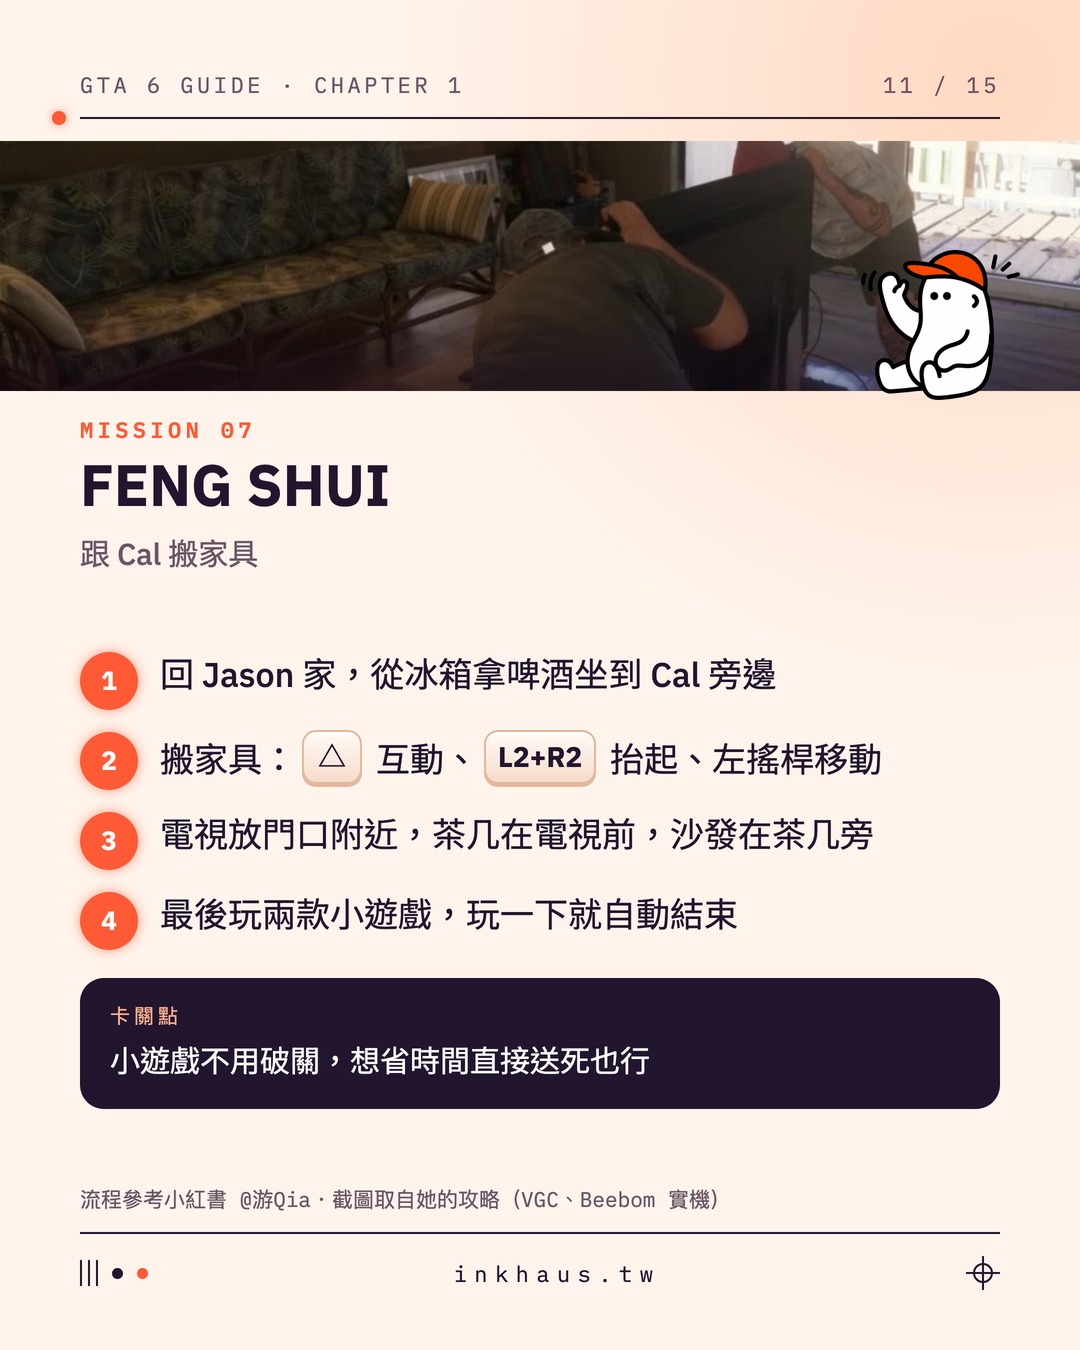 GTA 6 GUIDE · CHAPTER 1
11 / 15
MISSION 07
FENG SHUI
跟 Cal 搬家具
1 回 Jason 家，從冰箱拿啤酒坐到 Cal 旁邊
2 搬家具： △ 互動、 L2+R2 抬起、左搖桿移動
3 電視放門口附近，茶几在電視前，沙發在茶几旁
4 最後玩兩款小遊戲，玩一下就自動結束
卡關點
小遊戲不用破關，想省時間直接送死也行
流程參考小紅書 @游Qia · 截圖取自她的攻略（VGC、Beebom 實機）
inkhaus.tw